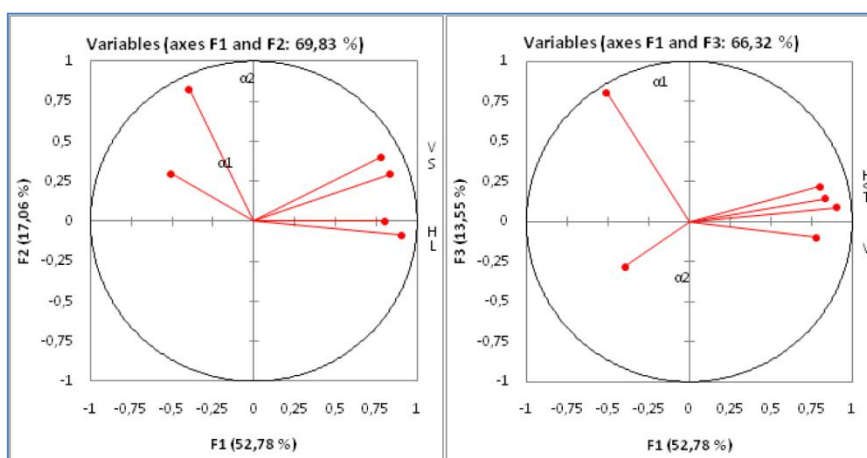 Variables (axes F1 and F2: 69,83 %)
1
0,75
0,5
0,25
0
-0,25
-0,5
-0,75
-1
F2 (17,06 %)
α2
α1
V
S
H
L
-1 -0,75 -0,5 -0,25 0 0,25 0,5 0,75 1
F1 (52,78 %)
Variables (axes F1 and F3: 66,32 %)
1
0,75
0,5
0,25
0
-0,25
-0,5
-0,75
-1
F3 (13,55 %)
α1
α2
-1 -0,75 -0,5 -0,25 0 0,25 0,5 0,75 1
F1 (52,78 %)